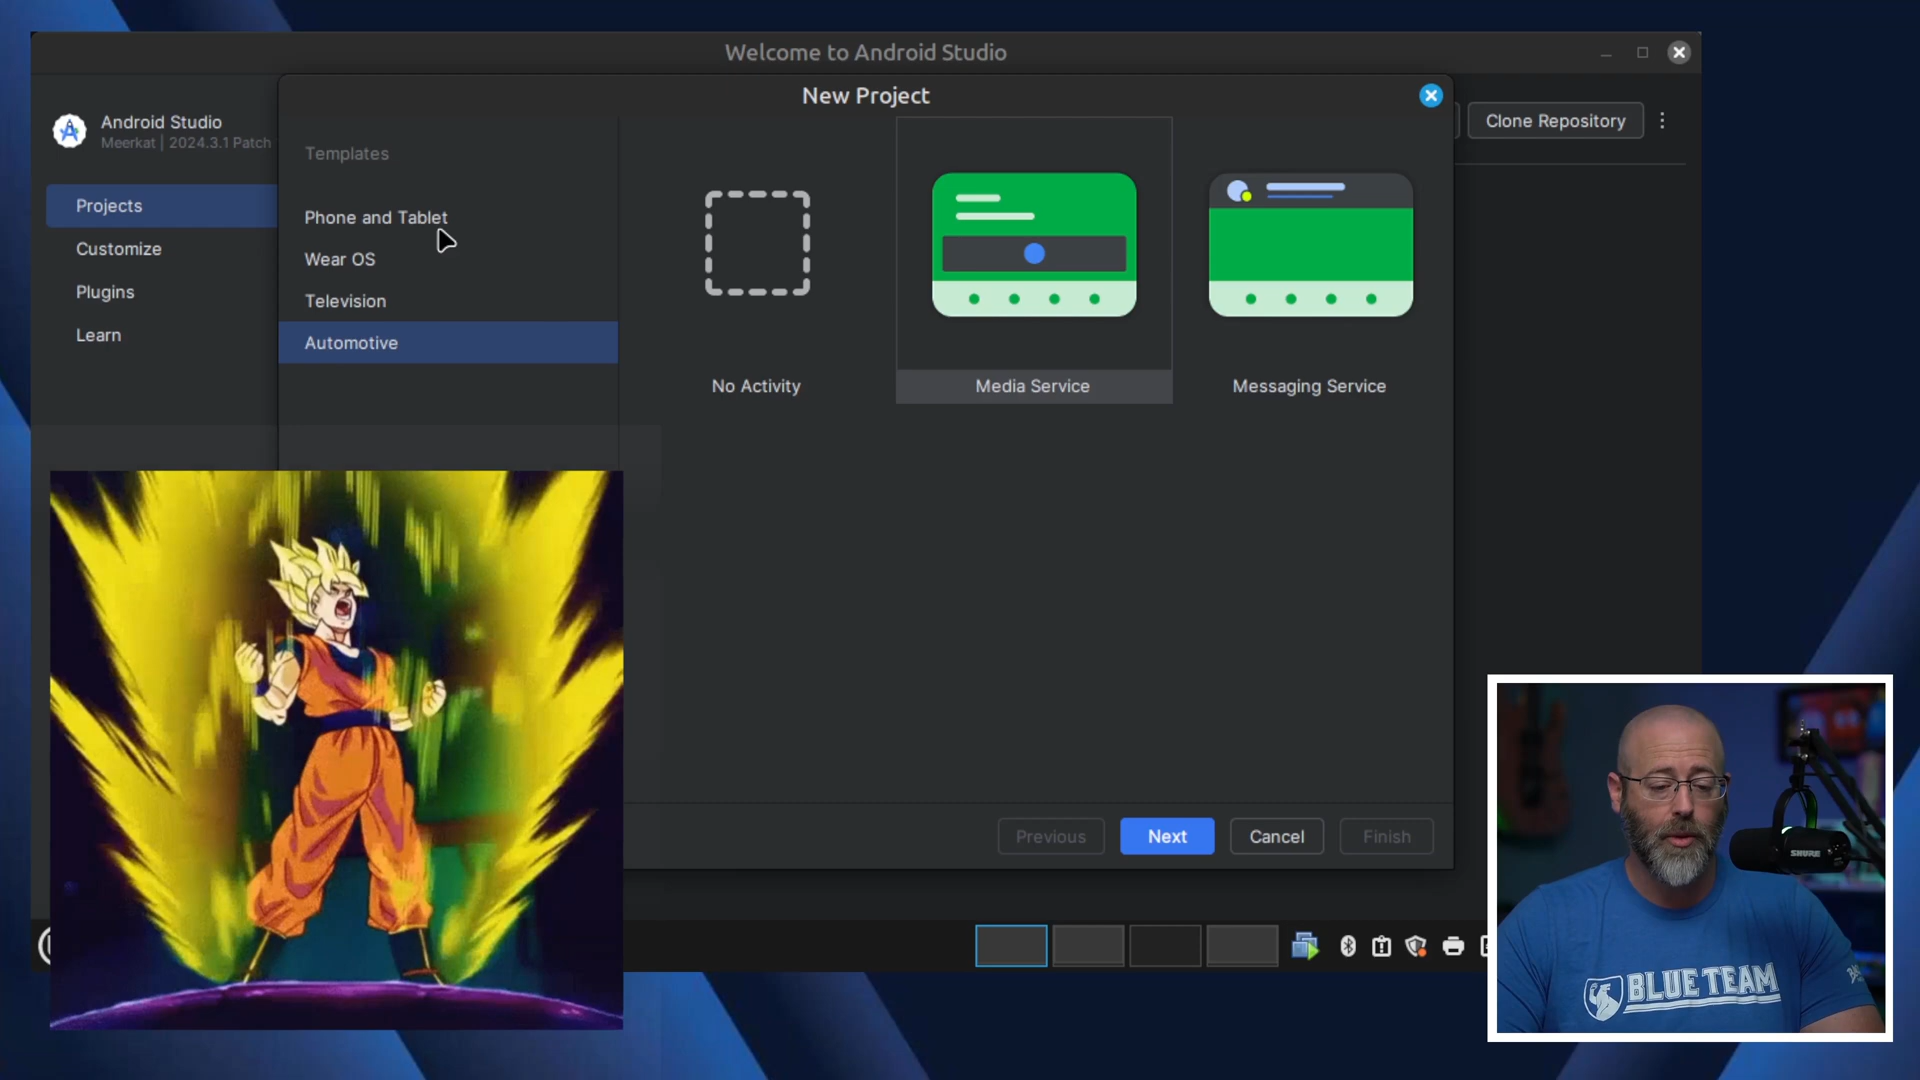 Welcome to Android Studio
New Project
Android Studio
Meerkat | 2024.3.1 Patch
Clone Repository
Projects
Customize
Plugins
Learn
Templates
Phone and Tablet
Wear OS
Television
Automotive
No Activity
Media Service
Messaging Service
Previous
Next
Cancel
Finish
SHURE
BLUE TEAM